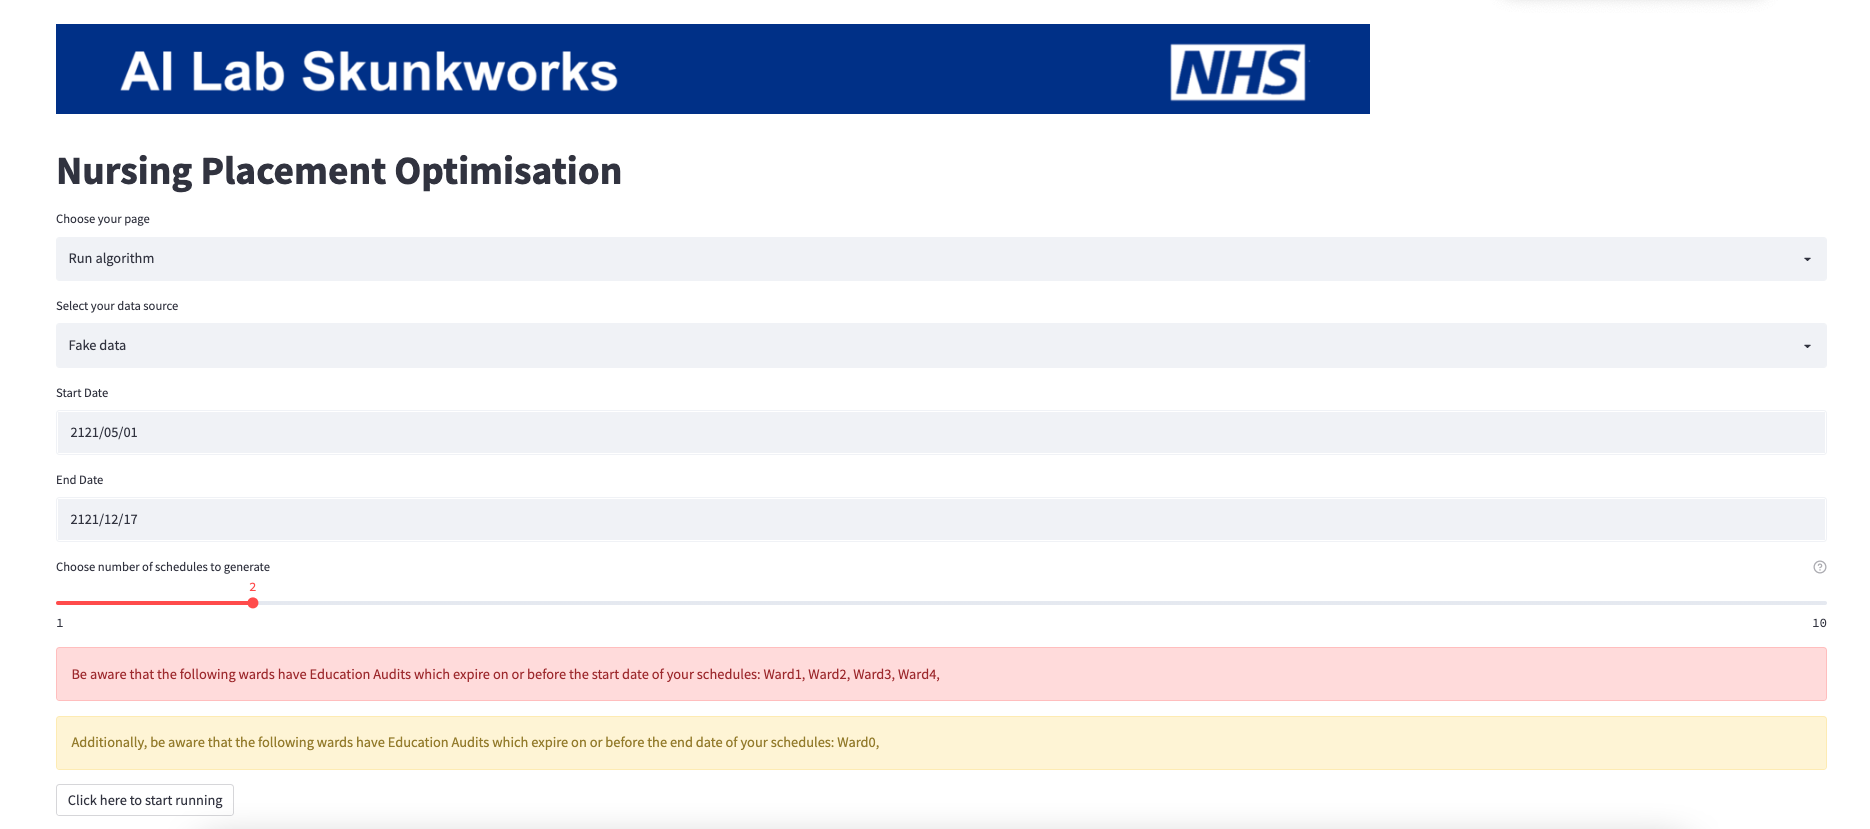 AI Lab Skunkworks
NHS
Nursing Placement Optimisation
Choose your page
Run algorithm
Select your data source
Fake data
Start Date
2121/05/01
End Date
2121/12/17
Choose number of schedules to generate
2
1
10
Be aware that the following wards have Education Audits which expire on or before the start date of your schedules: Ward1, Ward2, Ward3, Ward4,
Additionally, be aware that the following wards have Education Audits which expire on or before the end date of your schedules: Ward0,
Click here to start running